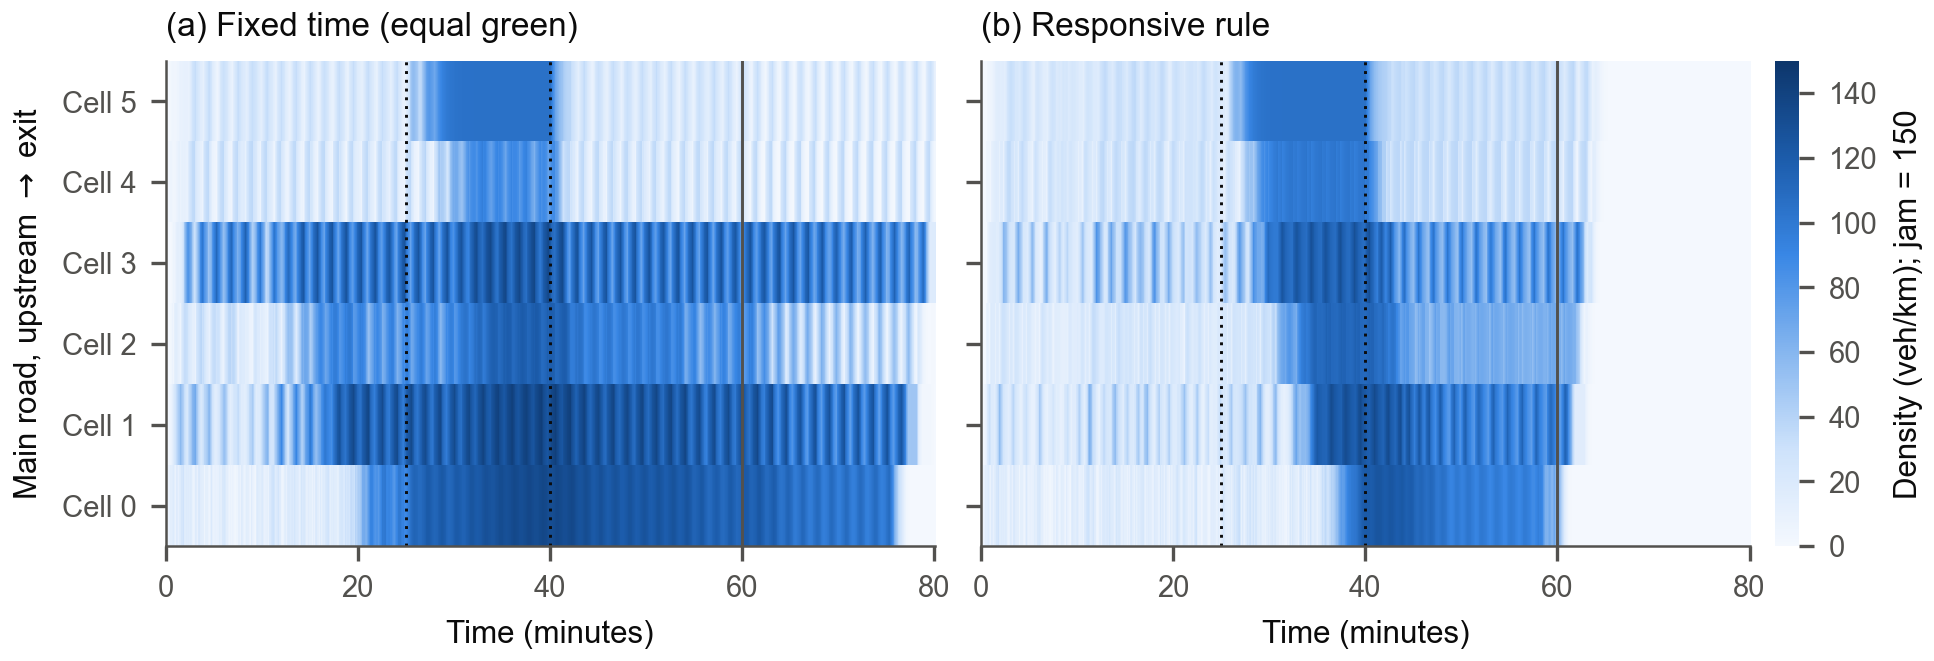 (a) Fixed time (equal green)
(b) Responsive rule
Main road, upstream → exit
Cell 5
Cell 4
Cell 3
Cell 2
Cell 1
Cell 0
0 20 40 60 80
Time (minutes)
0 20 40 60 80
Time (minutes)
140
120
100
80
60
40
20
0
Density (veh/km); jam = 150